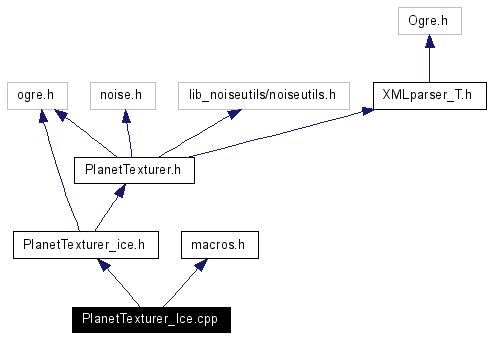 Ogre.h
ogre.h
noise.h
lib_noiseutils/noiseutils.h
XMLparser_T.h
PlanetTexturer.h
PlanetTexturer_ice.h
macros.h
PlanetTexturer_Ice.cpp